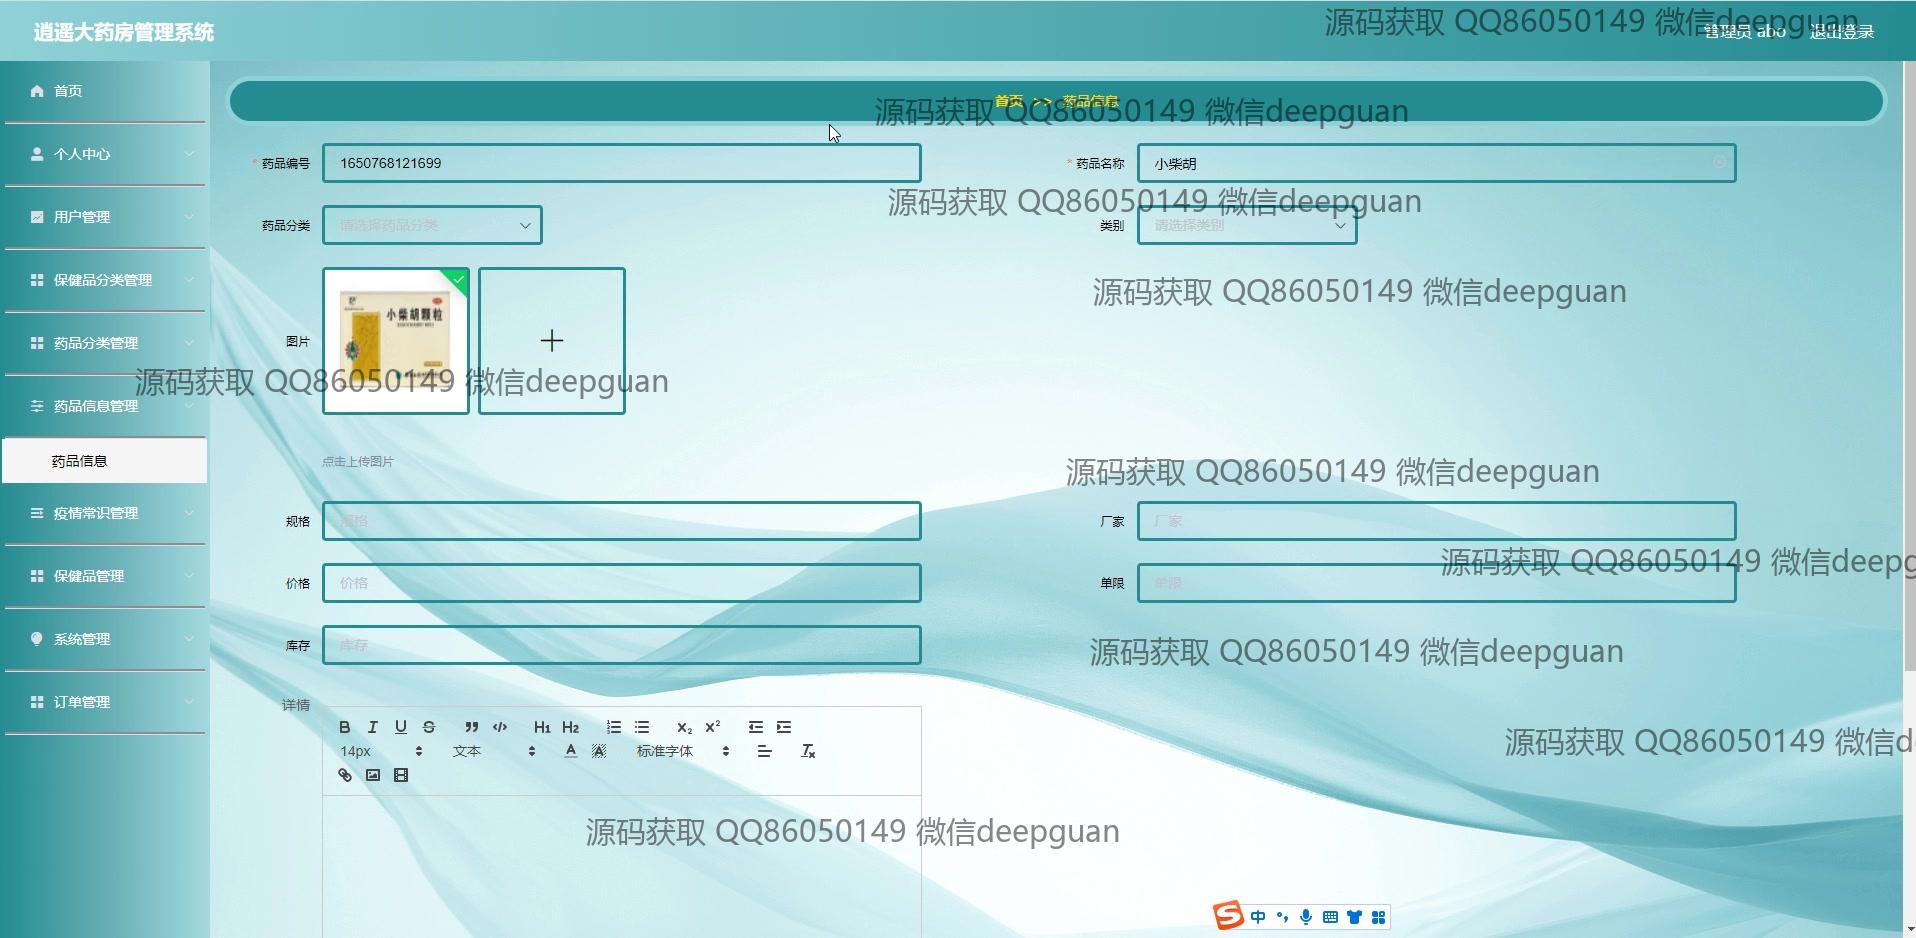 逍遥大药房管理系统
源码获取 QQ86050149 微信deepguan
管理员 abo
退出登录
首页
首页 >> 药品信息
源码获取 QQ86050149 微信deepguan
个人中心
* 药品编号
1650768121699
* 药品名称
小柴胡
源码获取 QQ86050149 微信deepguan
用户管理
药品分类
请选择药品分类
类别
请选择类别
保健品分类管理
源码获取 QQ86050149 微信deepguan
小柴胡颗粒
图片
药品分类管理
源码获取 QQ86050149 微信deepguan
药品信息管理
药品信息
点击上传图片
源码获取 QQ86050149 微信deepguan
疫情常识管理
规格
规格
厂家
厂家
源码获取 QQ86050149 微信deepg
保健品管理
价格
价格
单限
单限
系统管理
库存
库存
源码获取 QQ86050149 微信deepguan
订单管理
详情
B I U S H1 H2 x2 x2
14px
文本
A A
标准字体
Tx
源码获取 QQ86050149 微信d
源码获取 QQ86050149 微信deepguan
S 中